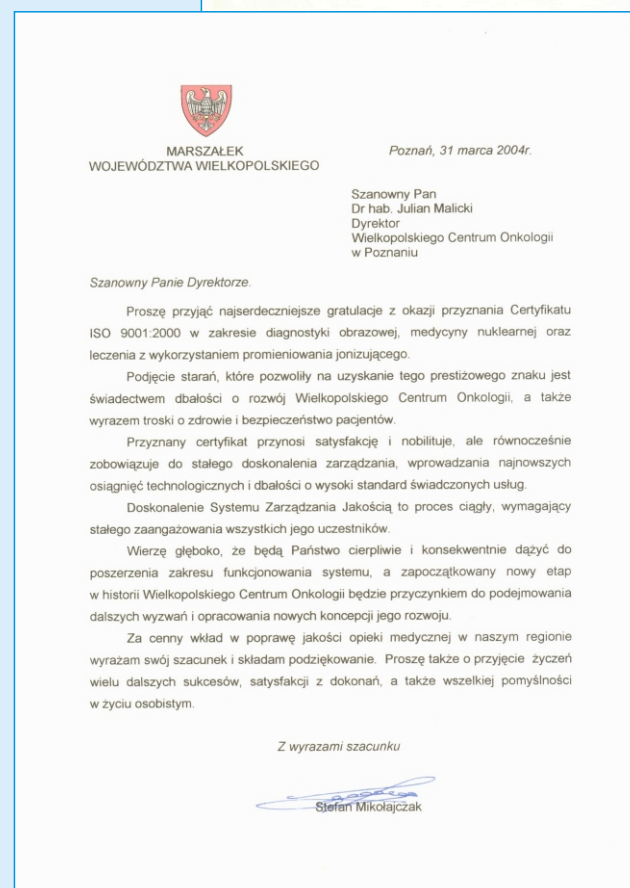 MARSZAŁEK
WOJEWÓDZTWA WIELKOPOLSKIEGO
Poznań, 31 marca 2004r.
Szanowny Pan
Dr hab. Julian Malicki
Dyrektor
Wielkopolskiego Centrum Onkologii
w Poznaniu
Szanowny Panie Dyrektorze.
Proszę przyjąć najserdeczniejsze gratulacje z okazji przyznania Certyfikatu
ISO 9001:2000 w zakresie diagnostyki obrazowej, medycyny nuklearnej oraz
leczenia z wykorzystaniem promieniowania jonizującego.
Podjęcie starań, które pozwoliły na uzyskanie tego prestiżowego znaku jest
świadectwem dbałości o rozwój Wielkopolskiego Centrum Onkologii, a także
wyrazem troski o zdrowie i bezpieczeństwo pacjentów.
Przyznany certyfikat przynosi satysfakcję i nobilituje, ale równocześnie
zobowiązuje do stałego doskonalenia zarządzania, wprowadzania najnowszych
osiągnięć technologicznych i dbałości o wysoki standard świadczonych usług.
Doskonalenie Systemu Zarządzania Jakością to proces ciągły, wymagający
stałego zaangażowania wszystkich jego uczestników.
Wierzę głęboko, że będą Państwo cierpliwie i konsekwentnie dążyć do
poszerzenia zakresu funkcjonowania systemu, a zapoczątkowany nowy etap
w historii Wielkopolskiego Centrum Onkologii będzie przyczynkiem do podejmowania
dalszych wyzwań i opracowania nowych koncepcji jego rozwoju.
Za cenny wkład w poprawę jakości opieki medycznej w naszym regionie
wyrażam swój szacunek i składam podziękowanie. Proszę także o przyjęcie życzeń
wielu dalszych sukcesów, satysfakcji z dokonań, a także wszelkiej pomyślności
w życiu osobistym.
Z wyrazami szacunku
Stefan Mikołajczak